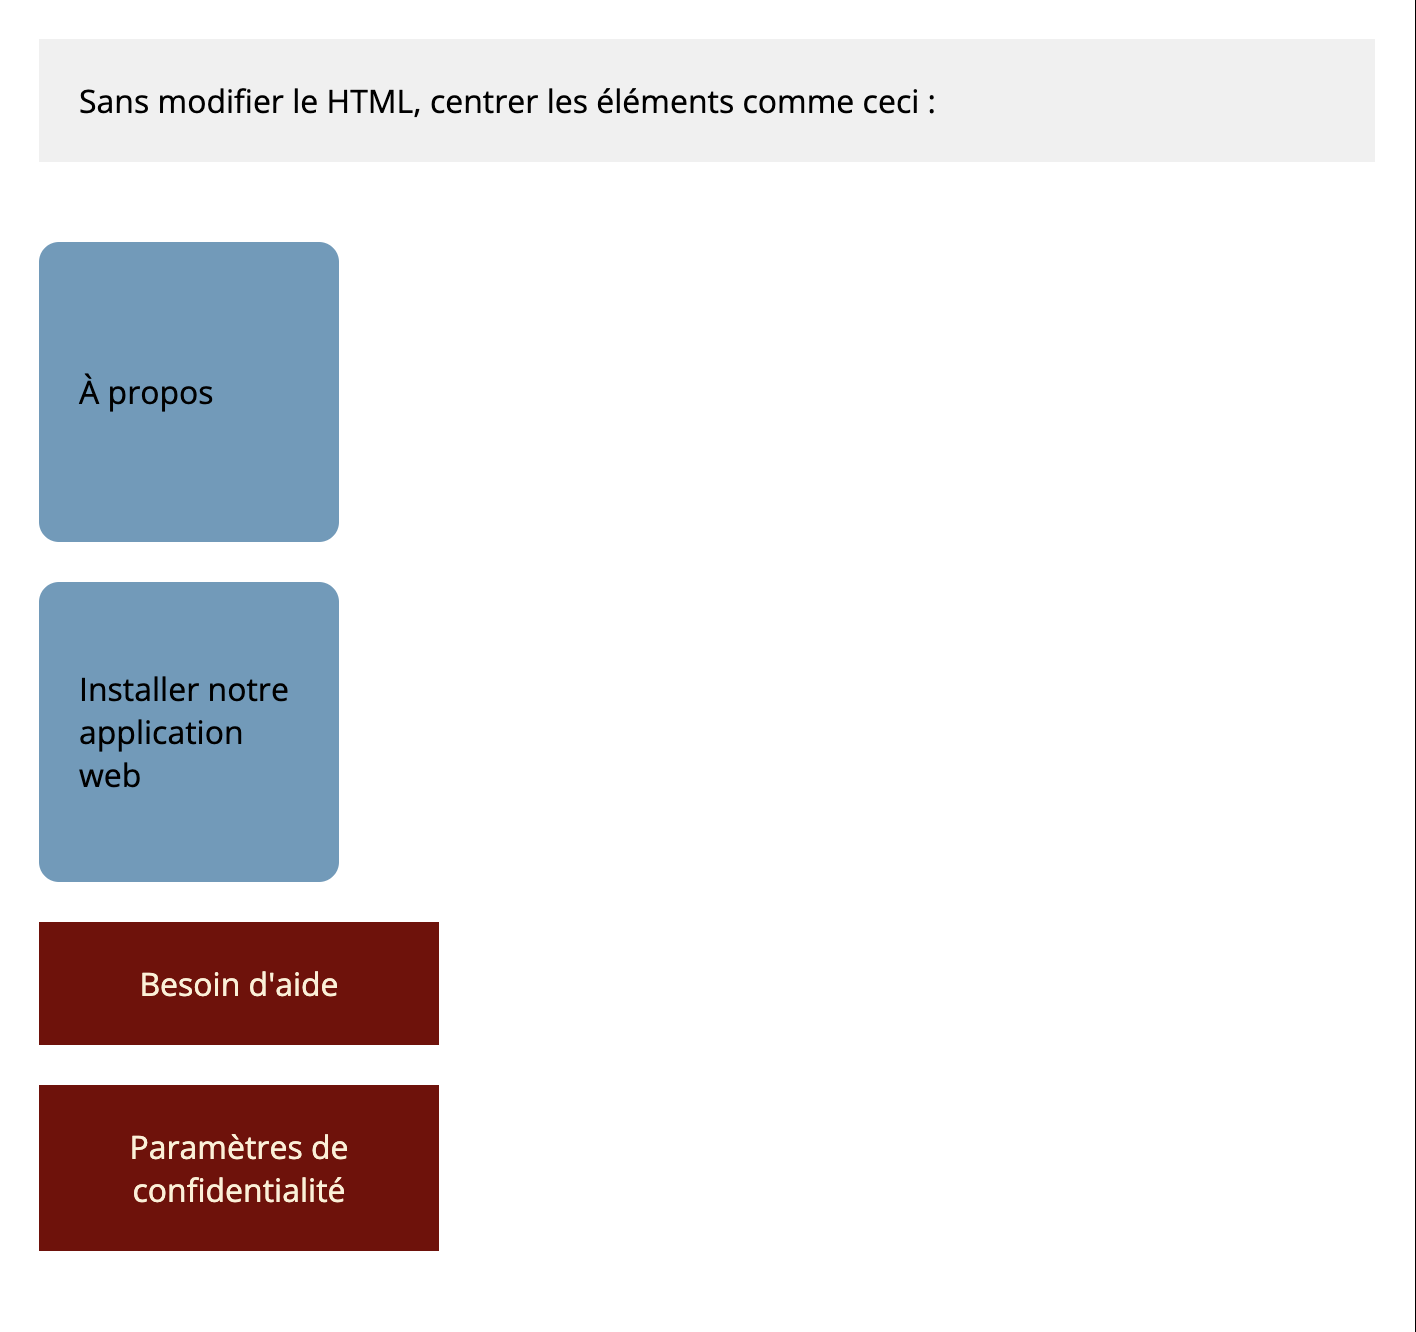 Sans modifier le HTML, centrer les éléments comme ceci :
À propos
Installer notre
application
web
Besoin d'aide
Paramètres de
confidentialité